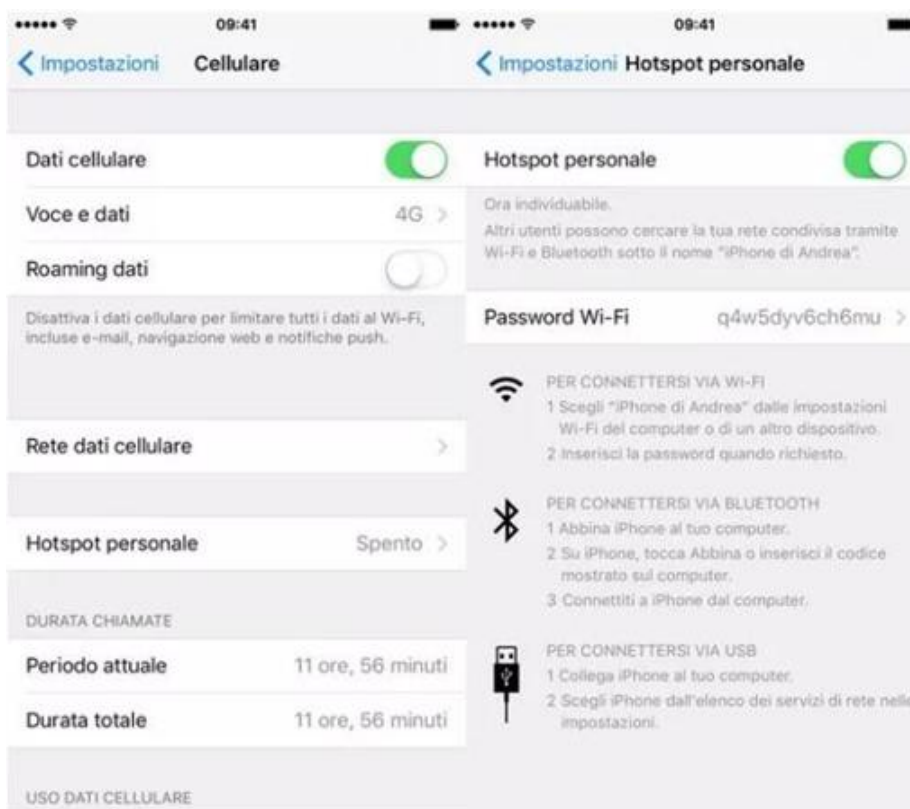 09:41
Impostazioni Cellulare
Dati cellulare
Voce e dati 4G
Roaming dati
Disattiva i dati cellulare per limitare tutti i dati al Wi-Fi,
incluse e-mail, navigazione web e notifiche push.
Rete dati cellulare
Hotspot personale Spento
DURATA CHIAMATE
Periodo attuale 11 ore, 56 minuti
Durata totale 11 ore, 56 minuti
USO DATI CELLULARE
09:41
Impostazioni Hotspot personale
Hotspot personale
Ora individuabile.
Altri utenti possono cercare la tua rete condivisa tramite
Wi-Fi e Bluetooth sotto il nome "iPhone di Andrea".
Password Wi-Fi q4w5dyv6ch6mu
PER CONNETTERSI VIA WI-FI
1 Scegli "iPhone di Andrea" dalle impostazioni
Wi-Fi del computer o di un altro dispositivo.
2 Inserisci la password quando richiesto.
PER CONNETTERSI VIA BLUETOOTH
1 Abbina iPhone al tuo computer.
2 Su iPhone, tocca Abbina o inserisci il codice
mostrato sul computer.
3 Connettiti a iPhone dal computer.
PER CONNETTERSI VIA USB
1 Collega iPhone al tuo computer.
2 Scegli iPhone dall'elenco dei servizi di rete nelle
impostazioni.